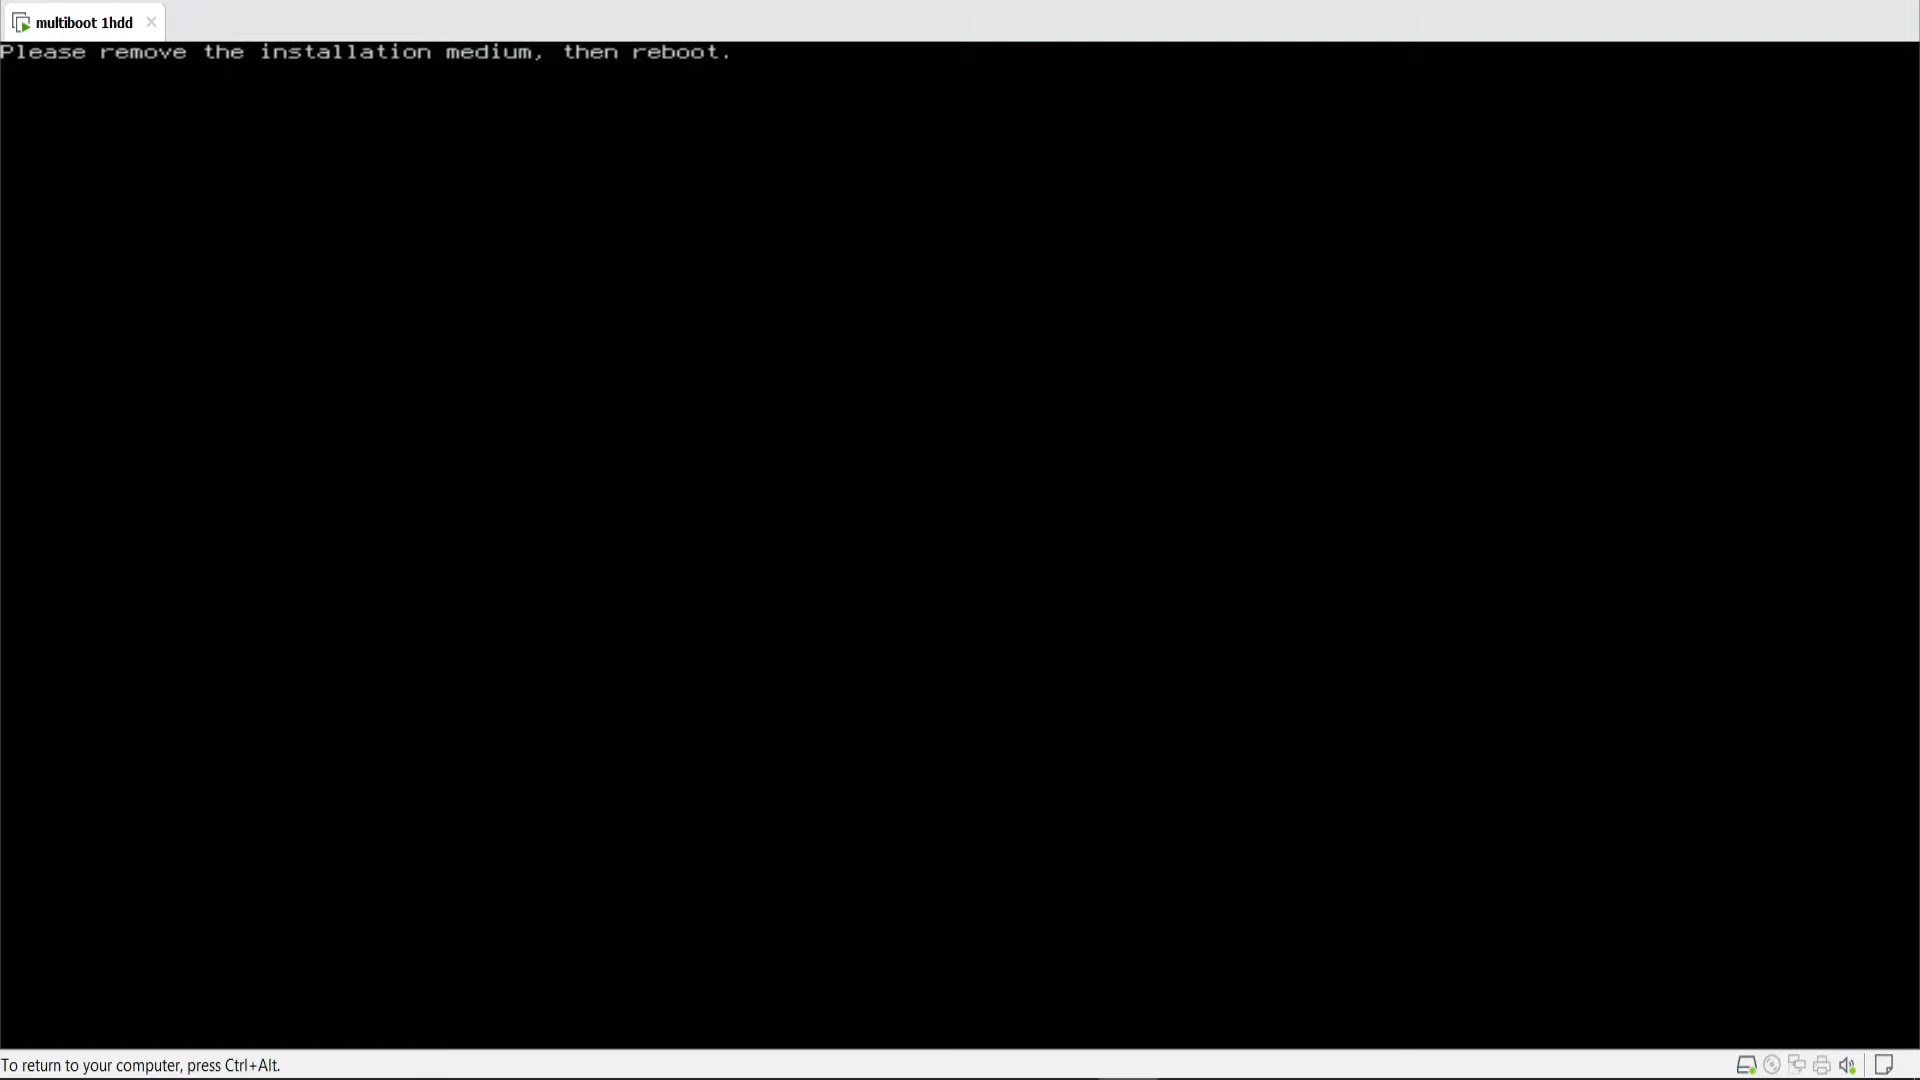 multiboot 1hdd
Please remove the installation medium, then reboot.
To return to your computer, press Ctrl+Alt.